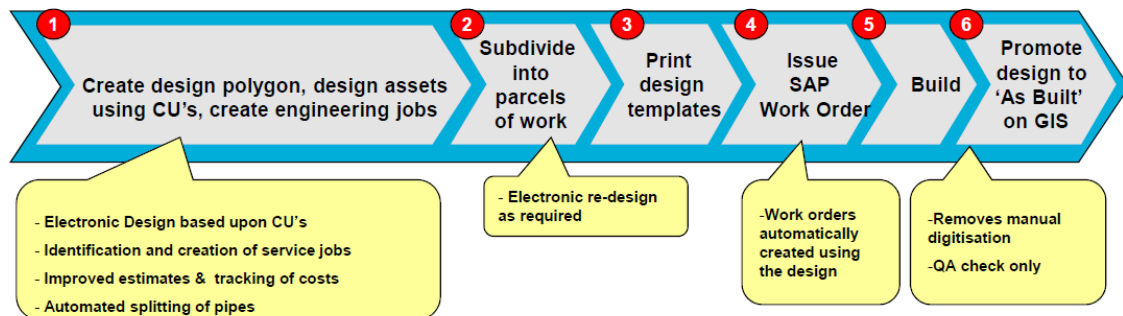 1
Create design polygon, design assets
using CU's, create engineering jobs
2
Subdivide
into
parcels
of work
3
Print
design
templates
4
Issue
SAP
Work Order
5
Build
6
Promote
design to
‘As Built’
on GIS
- Electronic Design based upon CU's
- Identification and creation of service jobs
- Improved estimates & tracking of costs
- Automated splitting of pipes
- Electronic re-design
as required
-Work orders
automatically
created using
the design
-Removes manual
digitisation
-QA check only